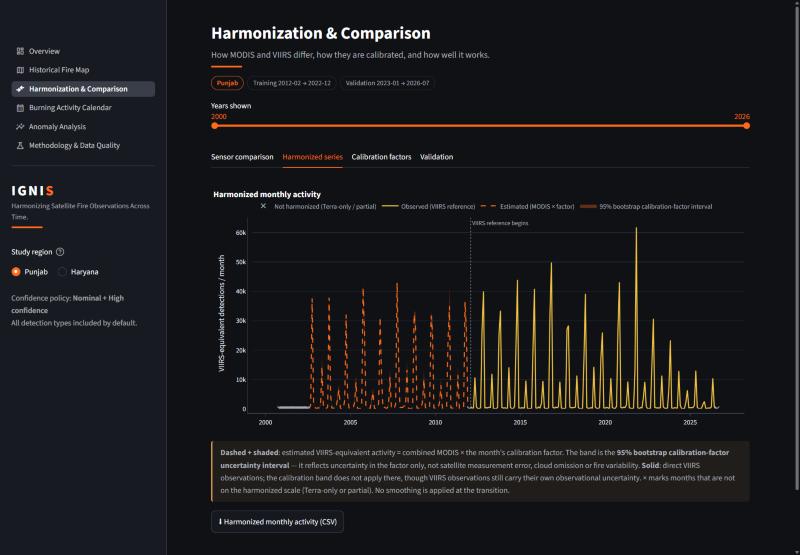 Overview
Historical Fire Map
Harmonization & Comparison
Burning Activity Calendar
Anomaly Analysis
Methodology & Data Quality
IGNIS
Harmonizing Satellite Fire Observations Across
Time.
Study region
Punjab
Haryana
Confidence policy: Nominal + High
confidence
All detection types included by default.
Harmonization & Comparison
How MODIS and VIIRS differ, how they are calibrated, and how well it works.
Punjab
Training 2012-02 → 2022-12
Validation 2023-01 → 2026-07
Years shown
2000
2026
Sensor comparison
Harmonized series
Calibration factors
Validation
Harmonized monthly activity
Not harmonized (Terra-only / partial)
Observed (VIIRS reference)
Estimated (MODIS × factor)
95% bootstrap calibration-factor interval
VIIRS reference begins
VIIRS-equivalent detections / month
60k
50k
40k
30k
20k
10k
0
2000
2005
2010
2015
2020
2025
Dashed + shaded: estimated VIIRS-equivalent activity = combined MODIS × the month's calibration factor. The band is the 95% bootstrap calibration-factor
uncertainty interval — it reflects uncertainty in the factor only, not satellite measurement error, cloud omission or fire variability. Solid: direct VIIRS
observations; the calibration band does not apply there, though VIIRS observations still carry their own observational uncertainty. × marks months that are not
on the harmonized scale (Terra-only or partial). No smoothing is applied at the transition.
⬇ Harmonized monthly activity (CSV)